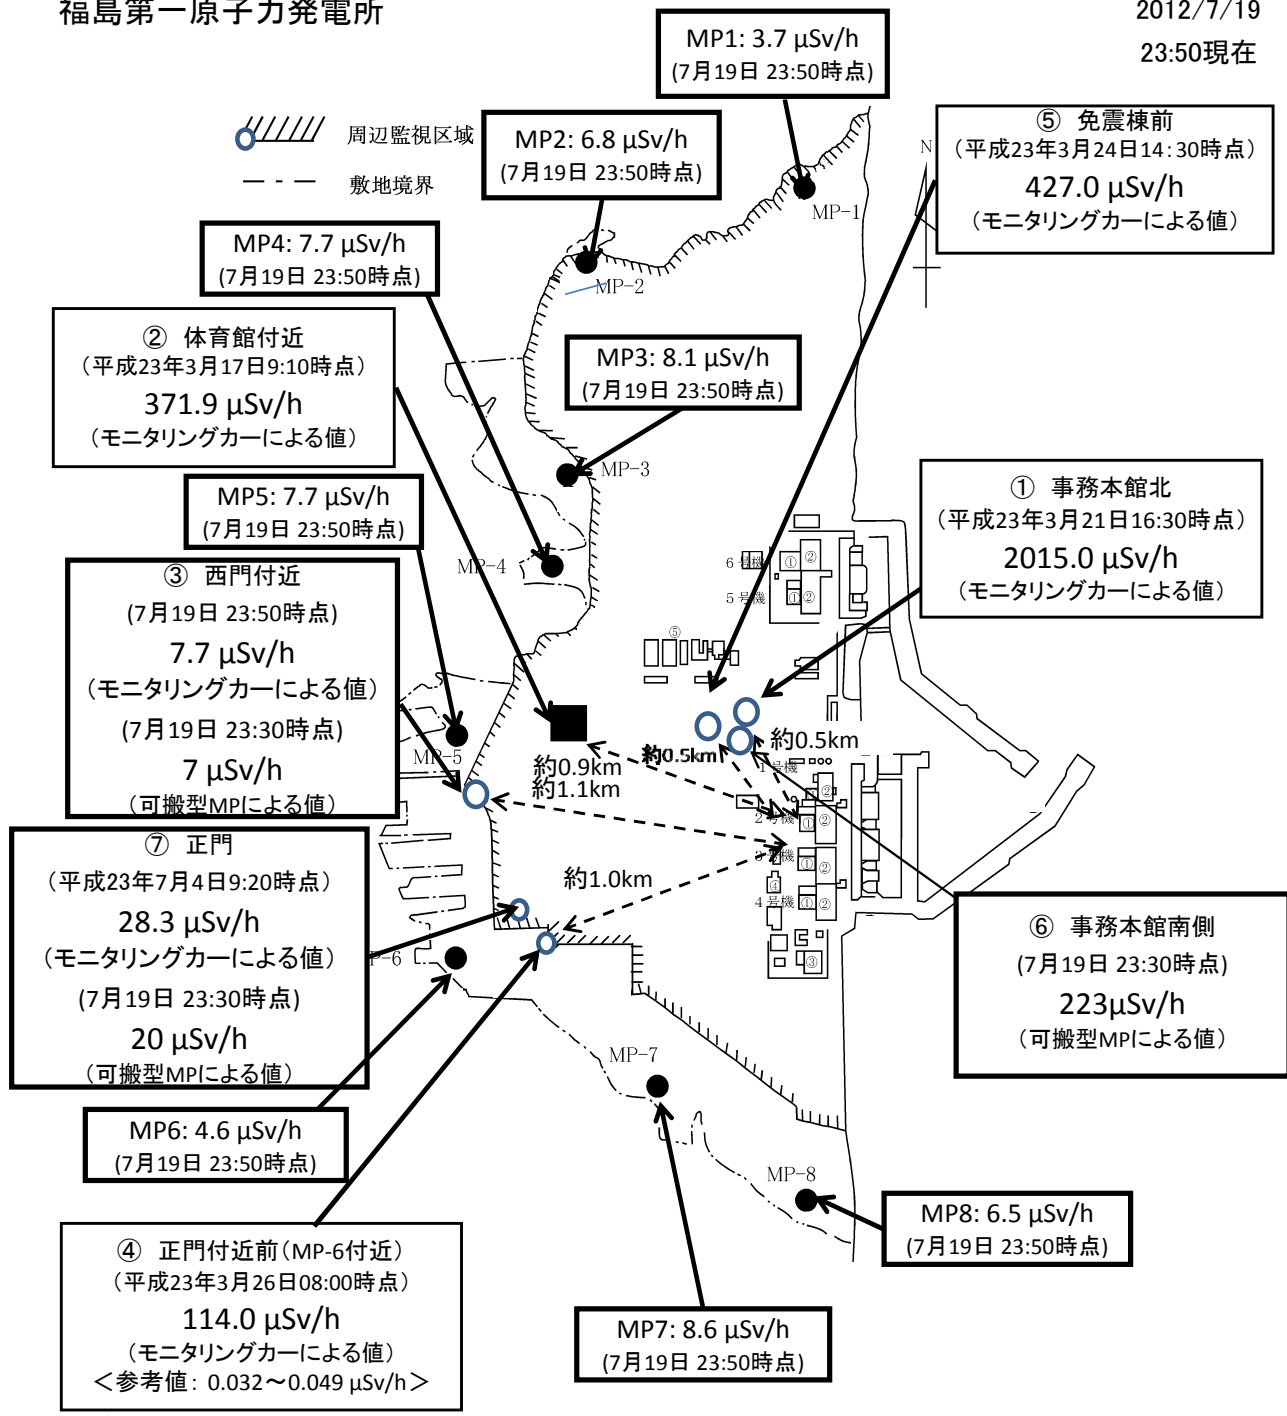 福島第一原子力発電所
2012/7/19
23:50現在
MP1: 3.7 μSv/h
(7月19日 23:50時点)
周辺監視区域
敷地境界
MP2: 6.8 μSv/h
(7月19日 23:50時点)
⑤ 免震棟前
（平成23年3月24日14:30時点）
427.0 μSv/h
（モニタリングカーによる値）
N
MP-1
MP4: 7.7 μSv/h
(7月19日 23:50時点)
MP-2
② 体育館付近
（平成23年3月17日9:10時点）
371.9 μSv/h
（モニタリングカーによる値）
MP3: 8.1 μSv/h
(7月19日 23:50時点)
MP-3
MP5: 7.7 μSv/h
(7月19日 23:50時点)
① 事務本館北
（平成23年3月21日16:30時点）
2015.0 μSv/h
（モニタリングカーによる値）
MP-4
6号機
① ②
5号機
① ②
③ 西門付近
(7月19日 23:50時点)
7.7 μSv/h
（モニタリングカーによる値）
(7月19日 23:30時点)
7 μSv/h
（可搬型MPによる値）
⑤
MP-5
約0.9km
約1.1km
約0.5km
約0.5km
1号機
②
2号機
① ②
3号機
① ②
④
4号機
① ②
③
約1.0km
⑦ 正門
（平成23年7月4日9:20時点）
28.3 μSv/h
（モニタリングカーによる値）
(7月19日 23:30時点)
20 μSv/h
（可搬型MPによる値）
P-6
⑥ 事務本館南側
(7月19日 23:30時点)
223μSv/h
（可搬型MPによる値）
MP-7
MP6: 4.6 μSv/h
(7月19日 23:50時点)
MP-8
MP8: 6.5 μSv/h
(7月19日 23:50時点)
④ 正門付近前（MP-6付近）
（平成23年3月26日08:00時点）
114.0 μSv/h
（モニタリングカーによる値）
＜参考値: 0.032～0.049 μSv/h＞
MP7: 8.6 μSv/h
(7月19日 23:50時点)